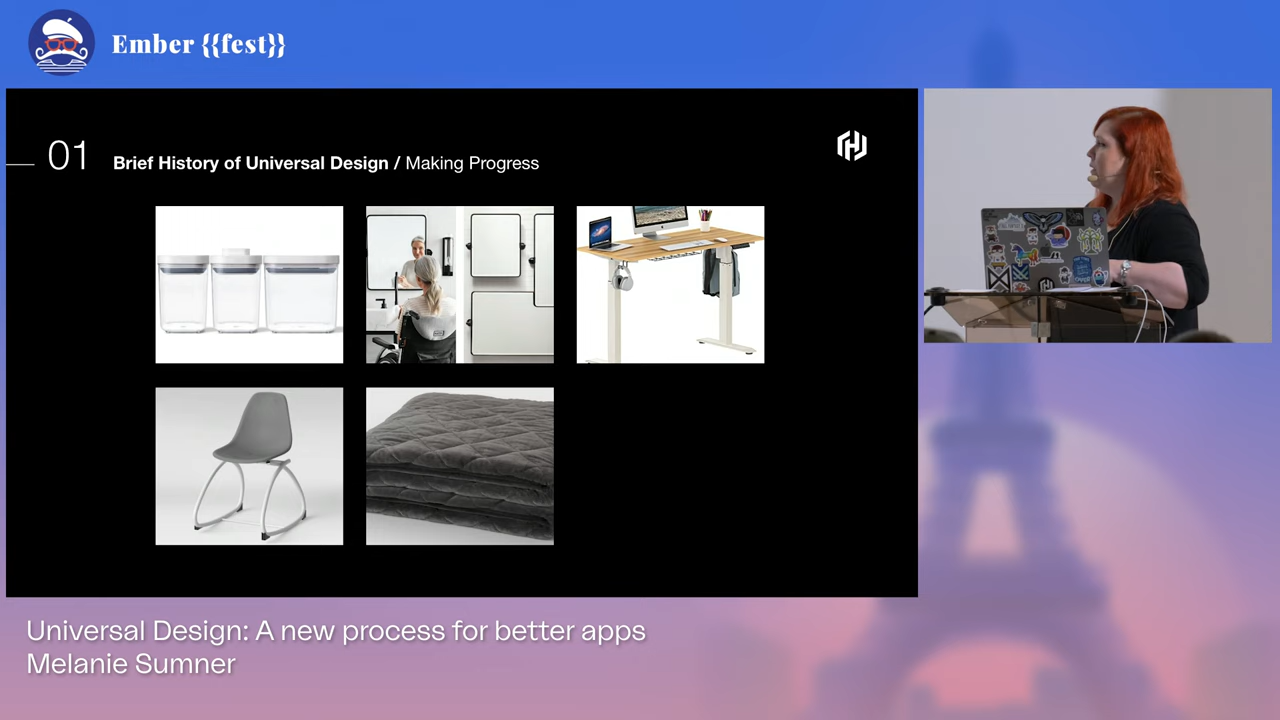 Ember {{fest}}
01
Brief History of Universal Design / Making Progress
Universal Design: A new process for better apps
Melanie Sumner